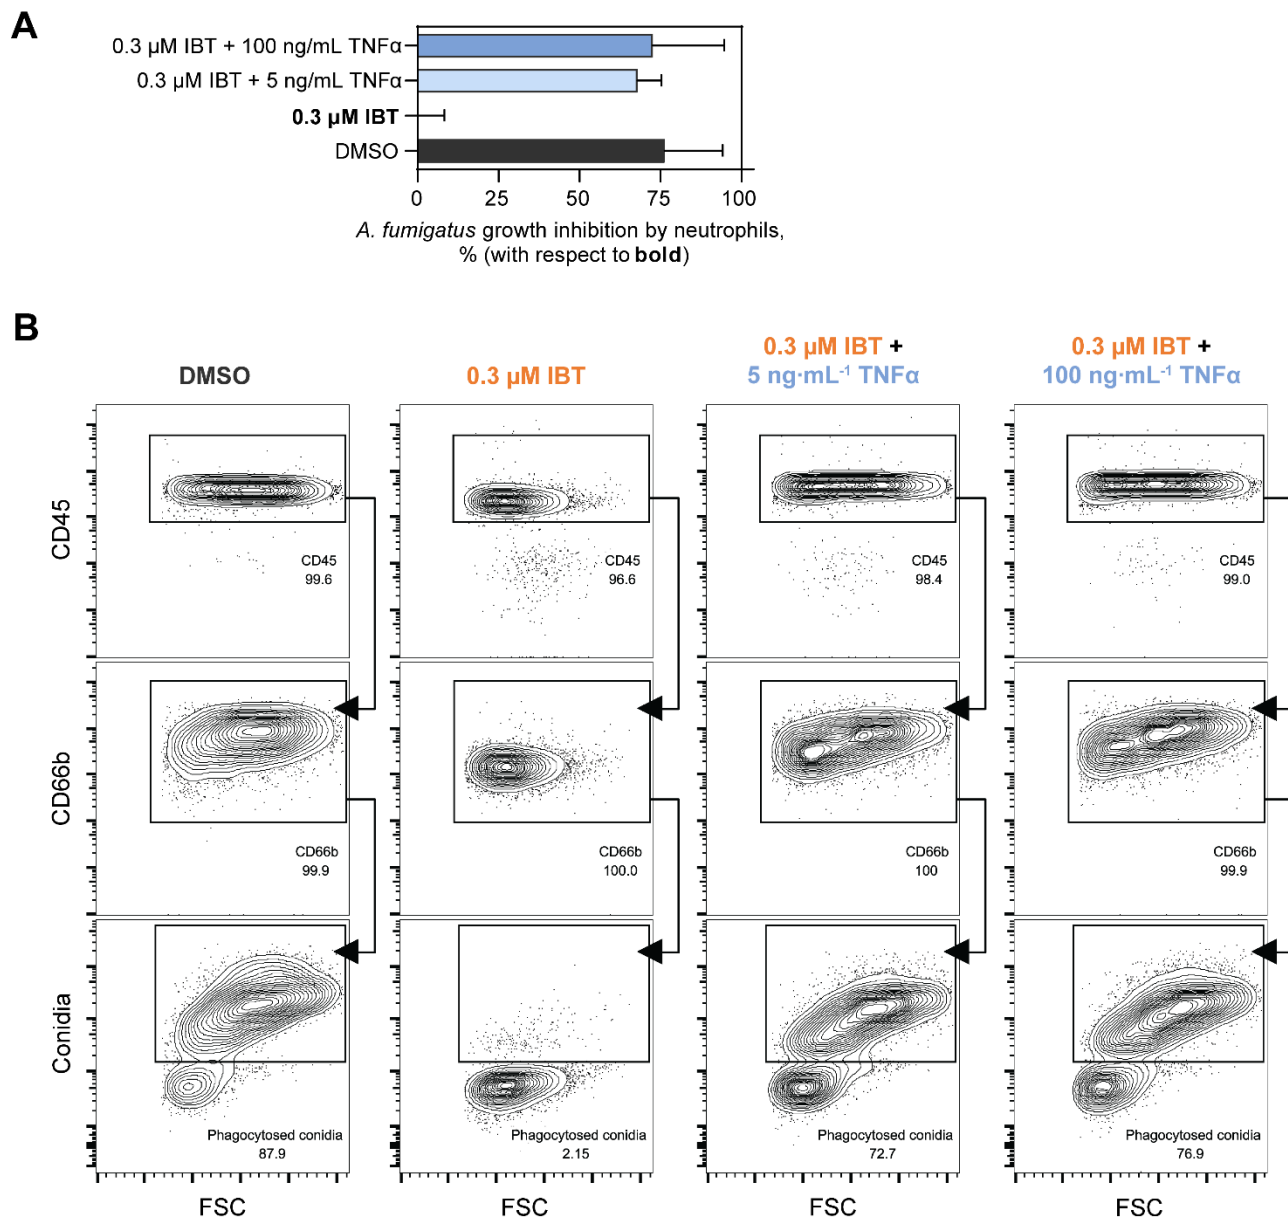 A
0.3 µM IBT + 100 ng/mL TNFα
0.3 µM IBT + 5 ng/mL TNFα
0.3 µM IBT
DMSO
0 25 50 75 100
A. fumigatus growth inhibition by neutrophils,
% (with respect to bold)
B
DMSO
0.3 µM IBT
0.3 µM IBT +
5 ng·mL⁻¹ TNFα
0.3 µM IBT +
100 ng·mL⁻¹ TNFα
CD45
CD45
99.6
CD45
96.6
CD45
98.4
CD45
99.0
CD66b
CD66b
99.9
CD66b
100.0
CD66b
100
CD66b
99.9
Conidia
Phagocytosed conidia
87.9
Phagocytosed conidia
2.15
Phagocytosed conidia
72.7
Phagocytosed conidia
76.9
FSC
FSC
FSC
FSC